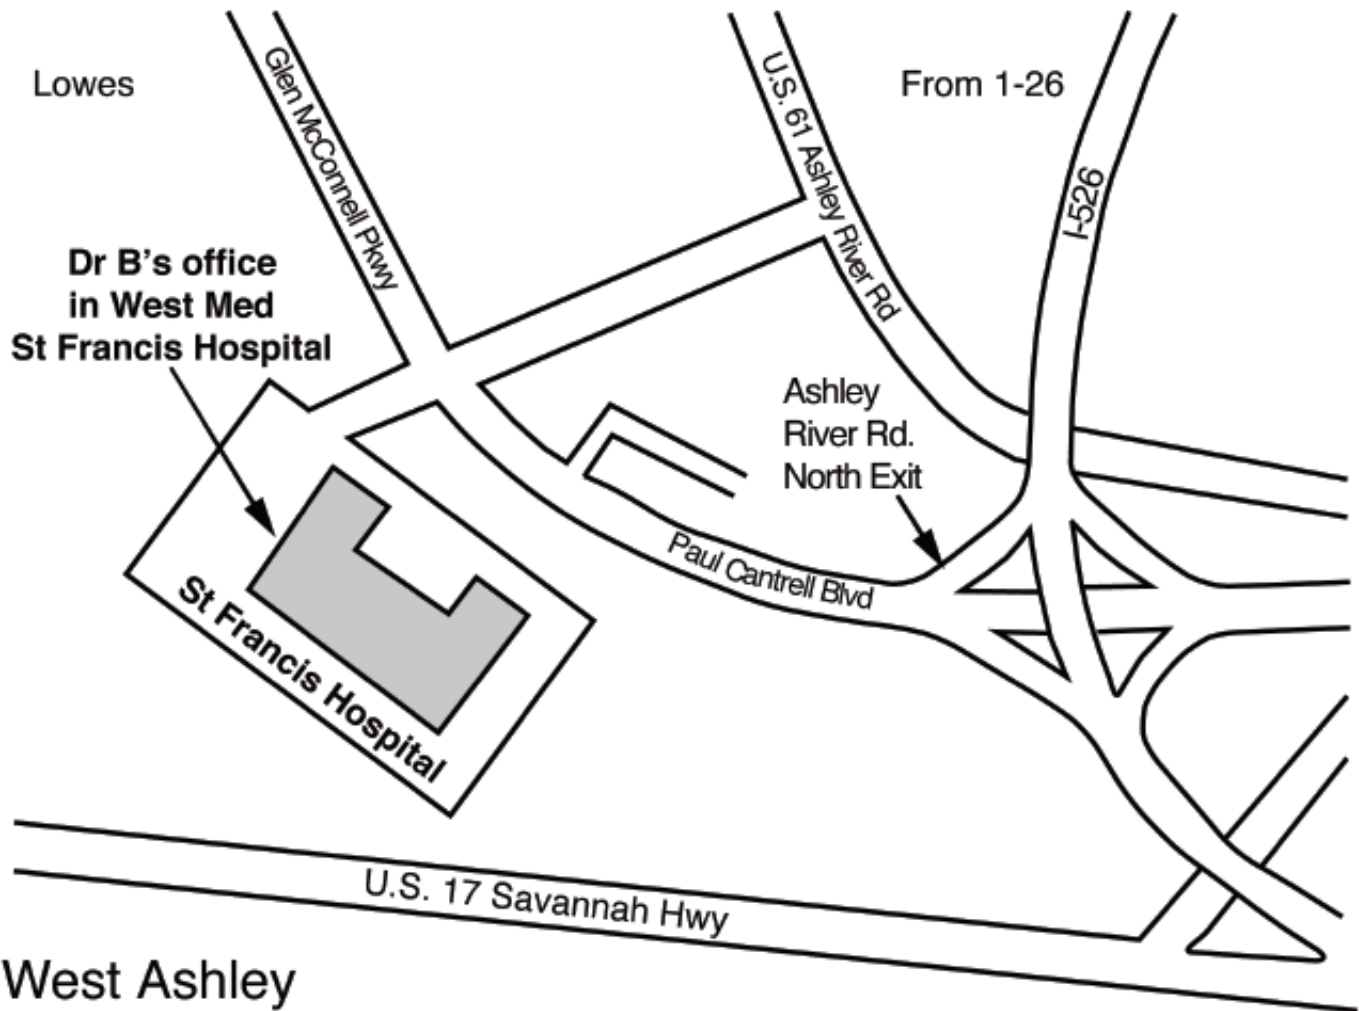 Lowes
Glen McConnell Pkwy
U.S. 61 Ashley River Rd
From 1-26
I-526
Dr B’s office
in West Med
St Francis Hospital
Ashley
River Rd.
North Exit
Paul Cantrell Blvd
St Francis Hospital
U.S. 17 Savannah Hwy
West Ashley